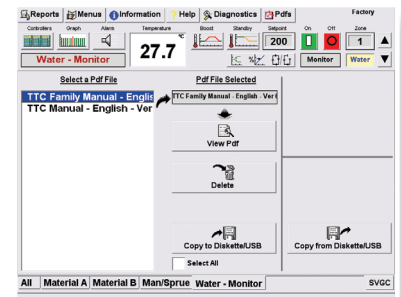 Reports Menus Information Help Diagnostics Pdfs Factory
Controllers Graph Alarm Temperature Boost Standby Setpoint On Off Zone
°C
27.7
200
1
Water - Monitor
Monitor Water
Select a Pdf File
Pdf File Selected
TTC Family Manual - Englis
TTC Manual - English - Ver
TTC Family Manual - English - Ver
View Pdf
Delete
Copy to Diskette/USB
Copy from Diskette/USB
Select All
All Material A Material B Man/Sprue Water - Monitor SVGC